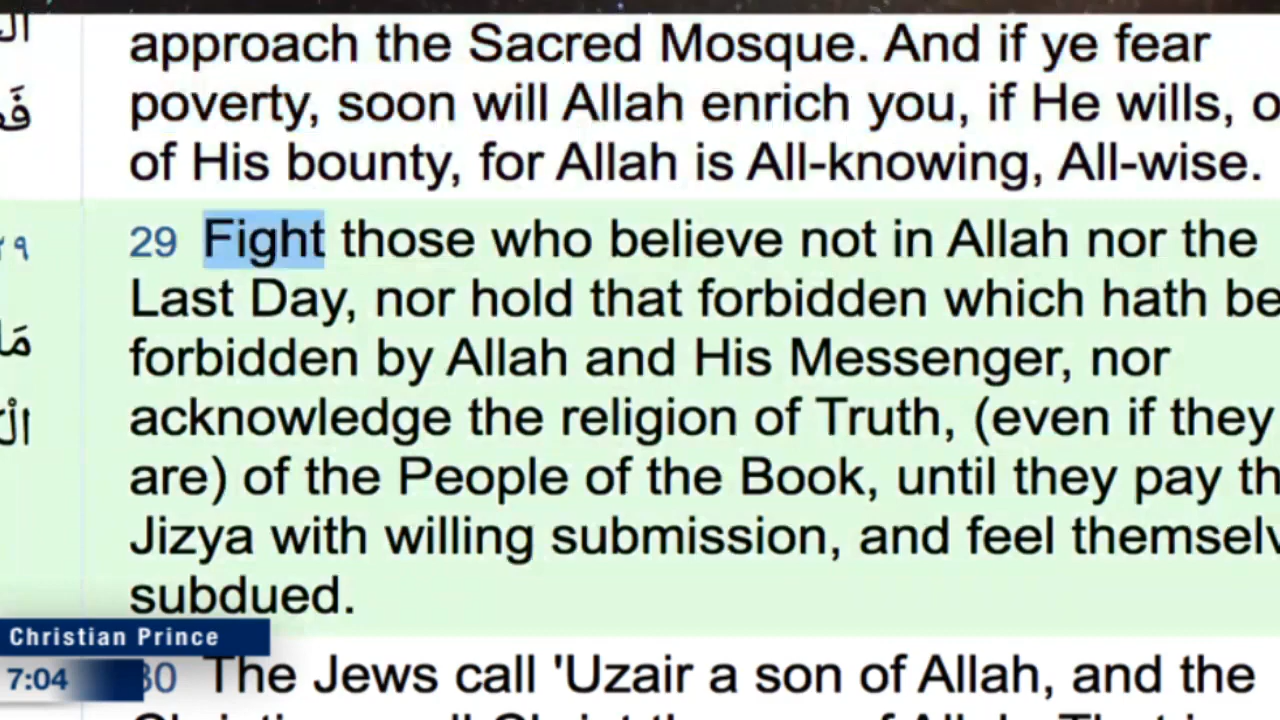 approach the Sacred Mosque. And if ye fear
poverty, soon will Allah enrich you, if He wills,
of His bounty, for Allah is All-knowing, All-wise.
29 Fight those who believe not in Allah nor the
Last Day, nor hold that forbidden which hath
forbidden by Allah and His Messenger, nor
acknowledge the religion of Truth, (even if they
are) of the People of the Book, until they pay
Jizya with willing submission, and feel
subdued.
Christian Prince
7:04
30 The Jews call 'Uzair a son of Allah, and the